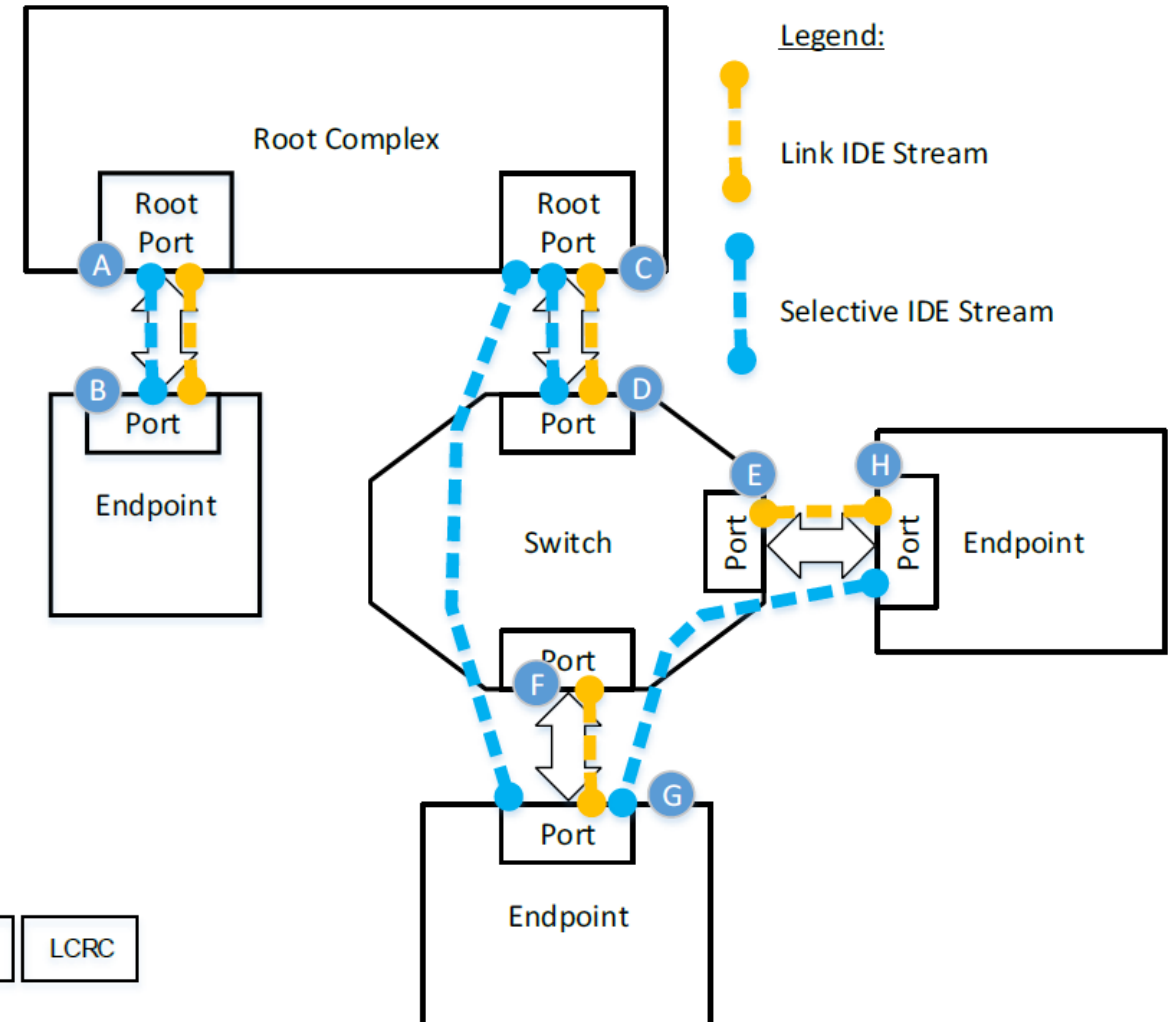 Legend:
Link IDE Stream
Selective IDE Stream
Root Complex
Root
Port
Root
Port
A
C
B
D
Port
Port
Endpoint
E
H
Port
Port
Switch
Endpoint
Port
F
G
Port
Endpoint
LCRC